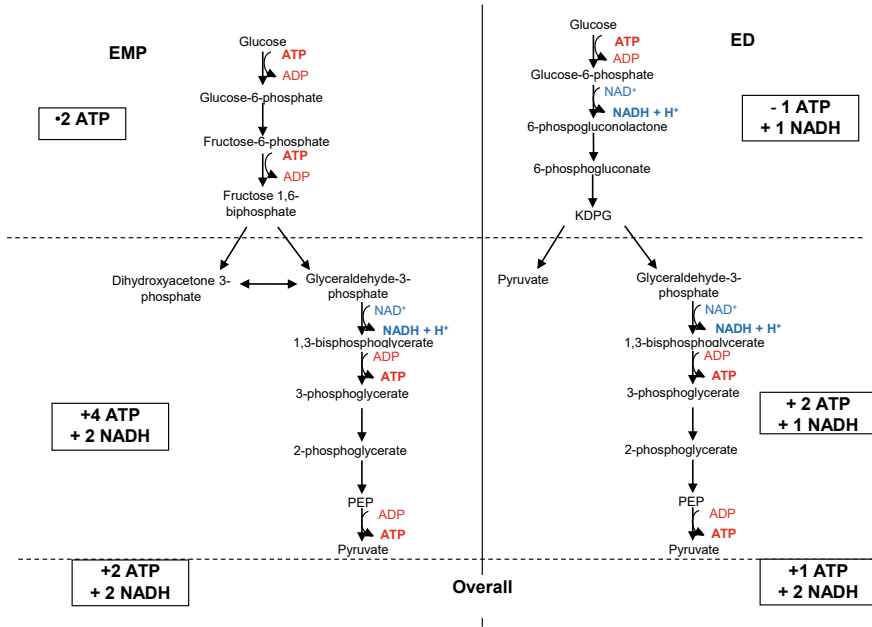 EMP
Glucose
ATP
ADP
Glucose-6-phosphate
•2 ATP
Fructose-6-phosphate
ATP
ADP
Fructose 1,6-
biphosphate
Dihydroxyacetone 3-
phosphate
Glyceraldehyde-3-
phosphate
NAD⁺
NADH + H⁺
1,3-bisphosphoglycerate
ADP
ATP
3-phosphoglycerate
+4 ATP
+ 2 NADH
2-phosphoglycerate
PEP
ADP
ATP
Pyruvate
+2 ATP
+ 2 NADH
ED
Glucose
ATP
ADP
Glucose-6-phosphate
NAD⁺
NADH + H⁺
6-phospogluconolactone
- 1 ATP
+ 1 NADH
6-phosphogluconate
KDPG
Pyruvate
Glyceraldehyde-3-
phosphate
NAD⁺
NADH + H⁺
1,3-bisphosphoglycerate
ADP
ATP
3-phosphoglycerate
+ 2 ATP
+ 1 NADH
2-phosphoglycerate
PEP
ADP
ATP
Pyruvate
+1 ATP
+ 2 NADH
Overall